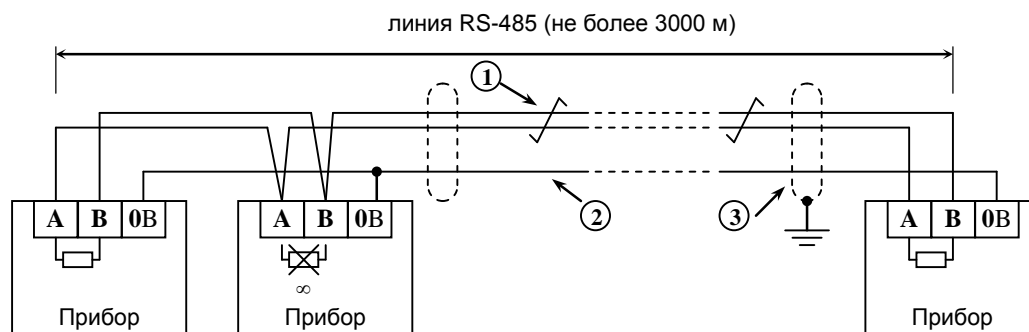 линия RS-485 (не более 3000 м)
1
2
3
A B 0B
A B 0B
A B 0B
∞
Прибор
Прибор
Прибор